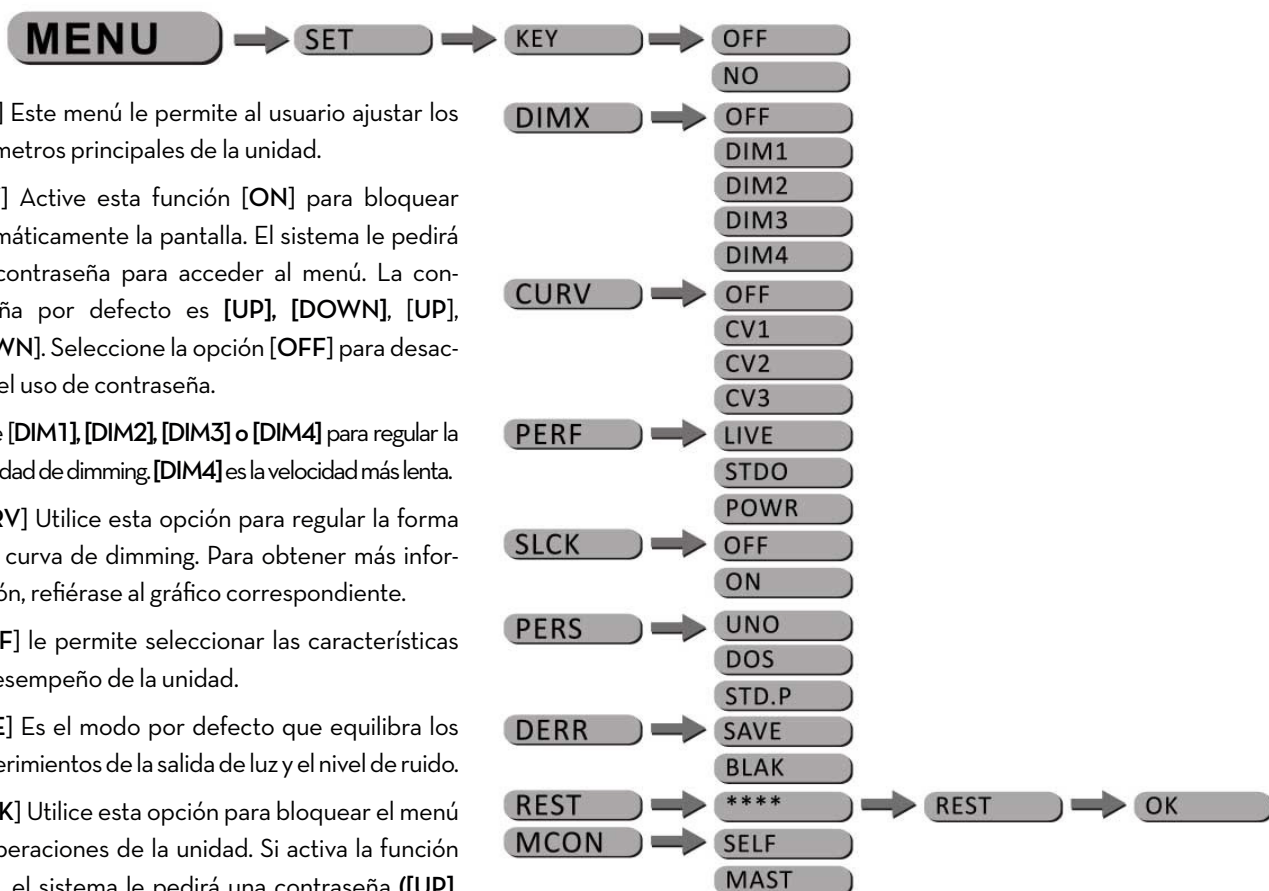 MENU SET KEY OFF
NO
] Este menú le permite al usuario ajustar los
metros principales de la unidad.
] Active esta función [ON] para bloquear
máticamente la pantalla. El sistema le pedirá
contraseña para acceder al menú. La con-
ña por defecto es [UP], [DOWN], [UP],
WN]. Seleccione la opción [OFF] para desac-
el uso de contraseña.
e [DIM1], [DIM2], [DIM3] o [DIM4] para regular la
dad de dimming. [DIM4] es la velocidad más lenta.
RV] Utilice esta opción para regular la forma
curva de dimming. Para obtener más infor-
ón, refiérase al gráfico correspondiente.
F] le permite seleccionar las características
esempeño de la unidad.
E] Es el modo por defecto que equilibra los
erimientos de la salida de luz y el nivel de ruido.
K] Utilice esta opción para bloquear el menú
peraciones de la unidad. Si activa la función
, el sistema le pedirá una contraseña ([UP],
DIMX OFF
DIM1
DIM2
DIM3
DIM4
CURV OFF
CV1
CV2
CV3
PERF LIVE
STDO
POWR
SLCK OFF
ON
PERS UNO
DOS
STD.P
DERR SAVE
BLAK
REST **** REST OK
MCON SELF
MAST